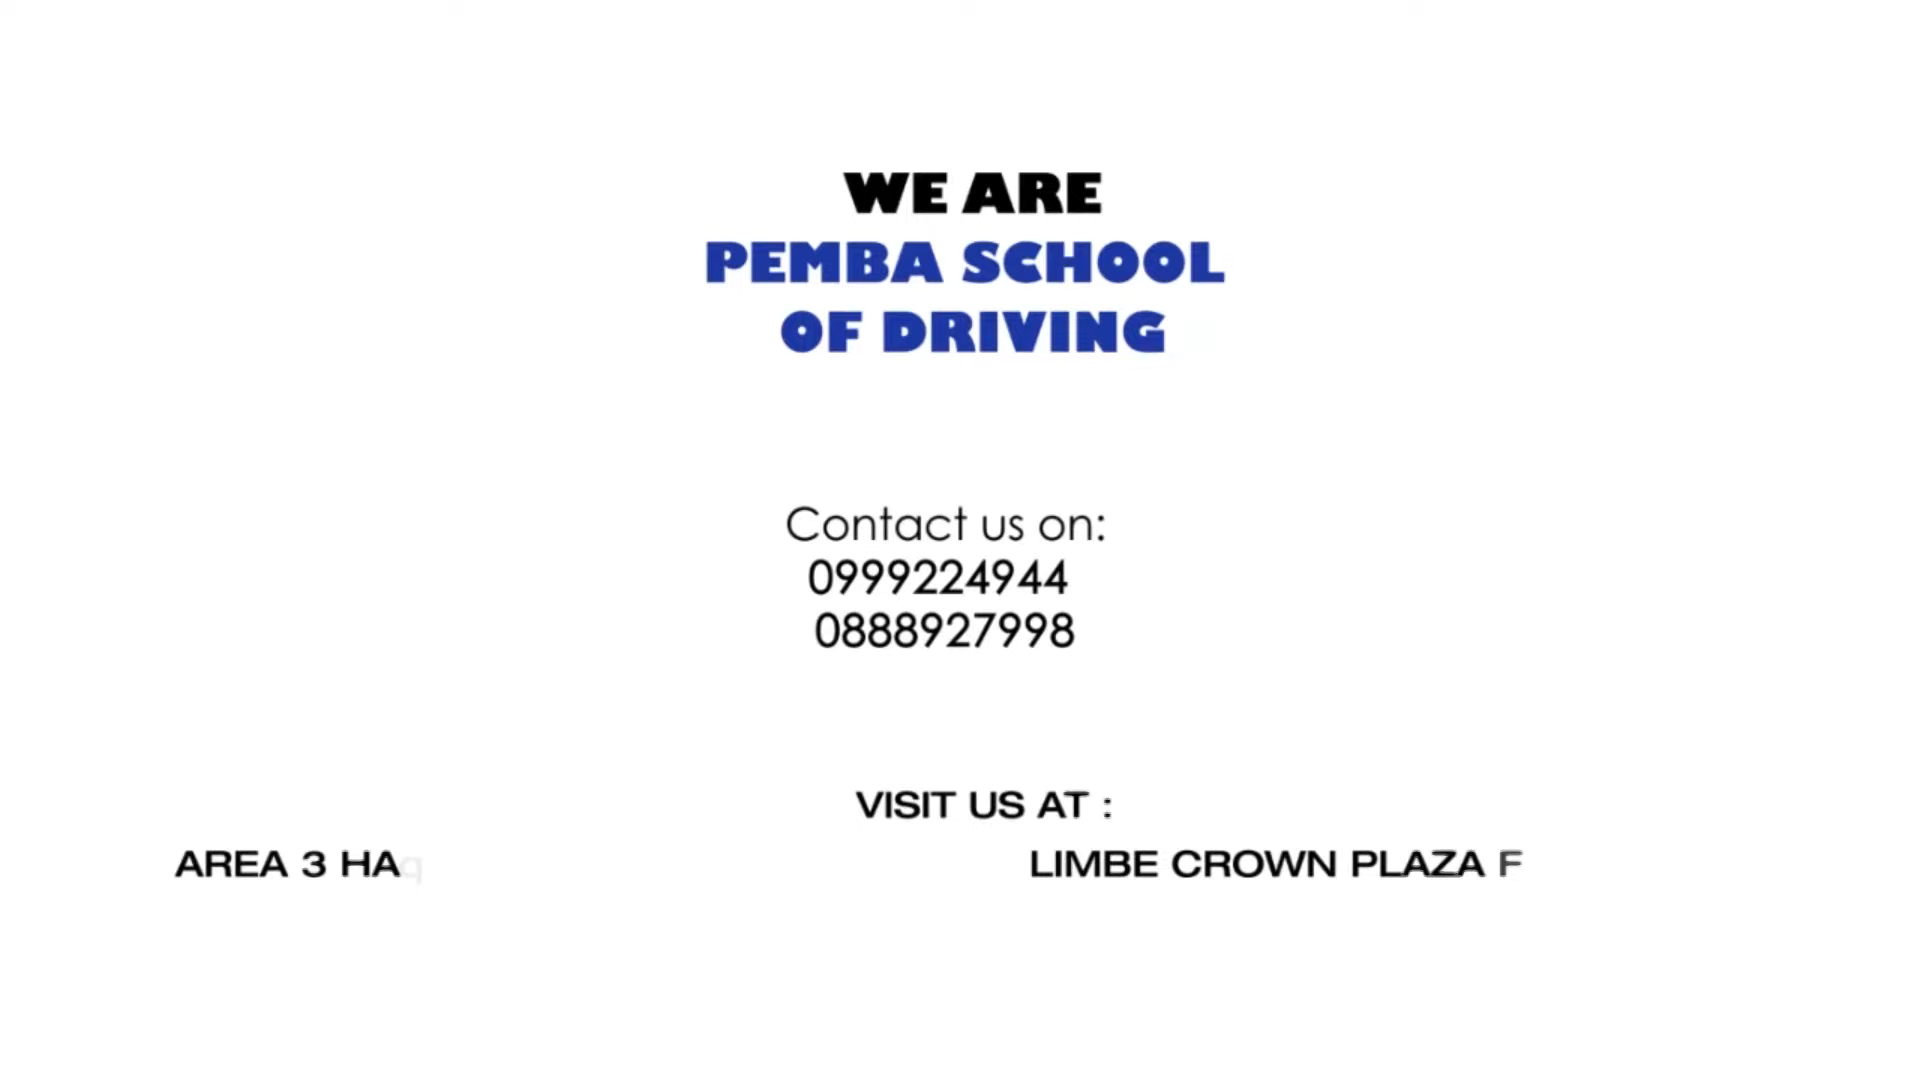 WE ARE
PEMBA SCHOOL
OF DRIVING
Contact us on:
0999224944
0888927998
VISIT US AT :
AREA 3 HA
LIMBE CROWN PLAZA F